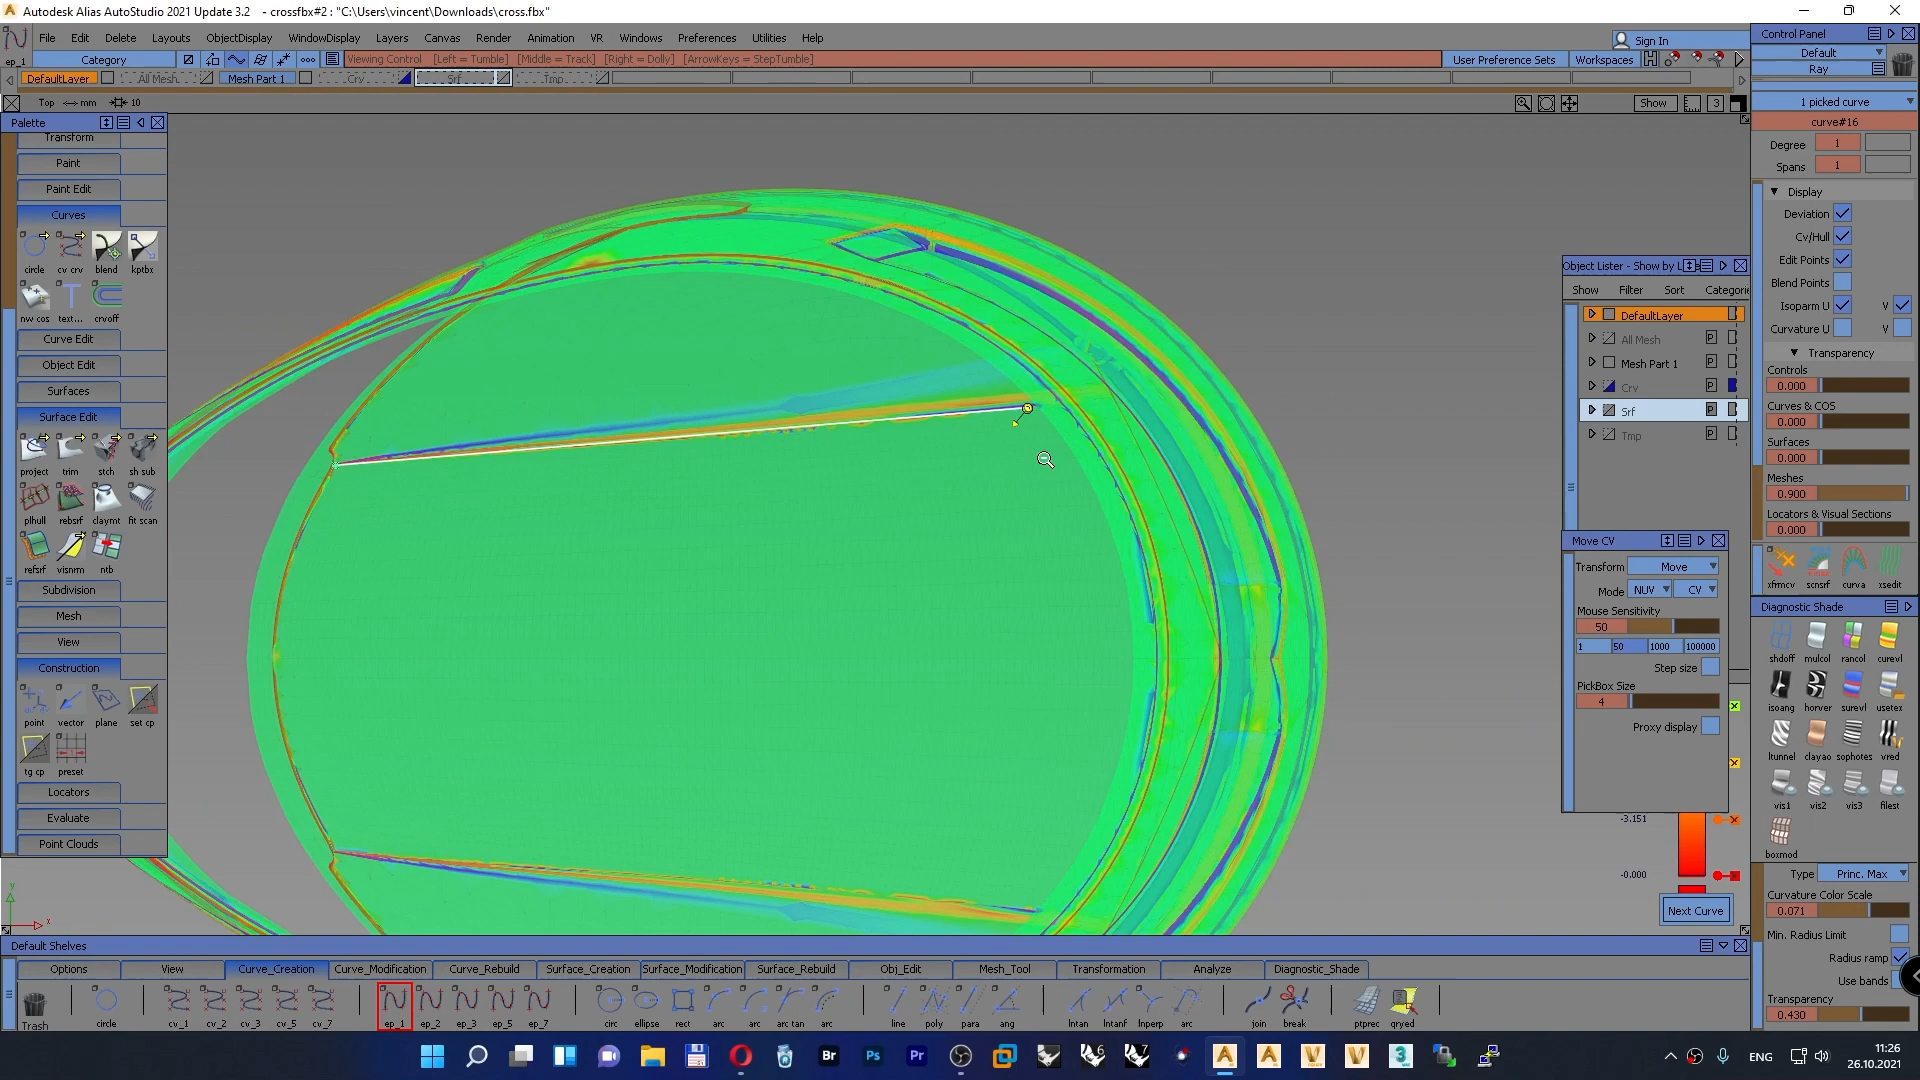 Autodesk Alias AutoStudio 2021 Update 3.2 - crossfbx#2 : "C:\Users\vincent\Downloads\cross.fbx"
File Edit Delete Layouts ObjectDisplay WindowDisplay Layers Canvas Render Animation VR Windows Preferences Utilities Help
Sign In
ep_1 Category Viewing Control [Left = Tumble] [Middle = Track] [Right = Dolly] [ArrowKeys = StepTumble] User Preference Sets Workspaces
DefaultLayer All Mesh Mesh Part 1 Crv Srf Tmp
Top mm 10 Show 3
Palette
Transform
Paint
Paint Edit
Curves
circle cv crv blend kptbx
nw cos text... crvoff
Curve Edit
Object Edit
Surfaces
Surface Edit
project trim stch sh sub
plhull rebsrf claymt fit scan
refsrf visnrm ntb
Subdivision
Mesh
View
Construction
point vector plane set cp
tg cp preset
Locators
Evaluate
Point Clouds
Control Panel
Default
Ray
1 picked curve
curve#16
Degree 1
Spans 1
Display
Deviation
Cv/Hull
Edit Points
Blend Points
Isoparm U V
Curvature U V
Transparency
Controls
0.000
Curves & COS
0.000
Surfaces
0.000
Meshes
0.900
Locators & Visual Sections
0.000
xfrmcv scnsrf curva xsedit
Object Lister - Show by L
Show Filter Sort Categorie
DefaultLayer
All Mesh P
Mesh Part 1 P
Crv P
Srf P
Tmp P
Move CV
Transform Move
Mode NUV CV
Mouse Sensitivity
50
1 50 1000 100000
Step size
PickBox Size
4
Proxy display
-3.151
-0.000
Next Curve
Diagnostic Shade
shdoff mulcol rancol curevl
isoang horver surevl usetex
ltunnel clayao sophotes vred
vis1 vis2 vis3 filest
boxmod
Type Princ. Max
Curvature Color Scale
0.071
Min. Radius Limit
Radius ramp
Use bands
Transparency
0.430
y
x
Default Shelves
Options View Curve_Creation Curve_Modification Curve_Rebuild Surface_Creation Surface_Modification Surface_Rebuild Obj_Edit Mesh_Tool Transformation Analyze Diagnostic_Shade
Trash circle cv_1 cv_2 cv_3 cv_5 cv_7 ep_1 ep_2 ep_3 ep_5 ep_7 circ ellipse rect arc arc arc tan arc line poly para ang lntan lntanf lnperp arc join break ptprec qryed
Br Ps Pr 6 7 3 ENG 11:26
26.10.2021